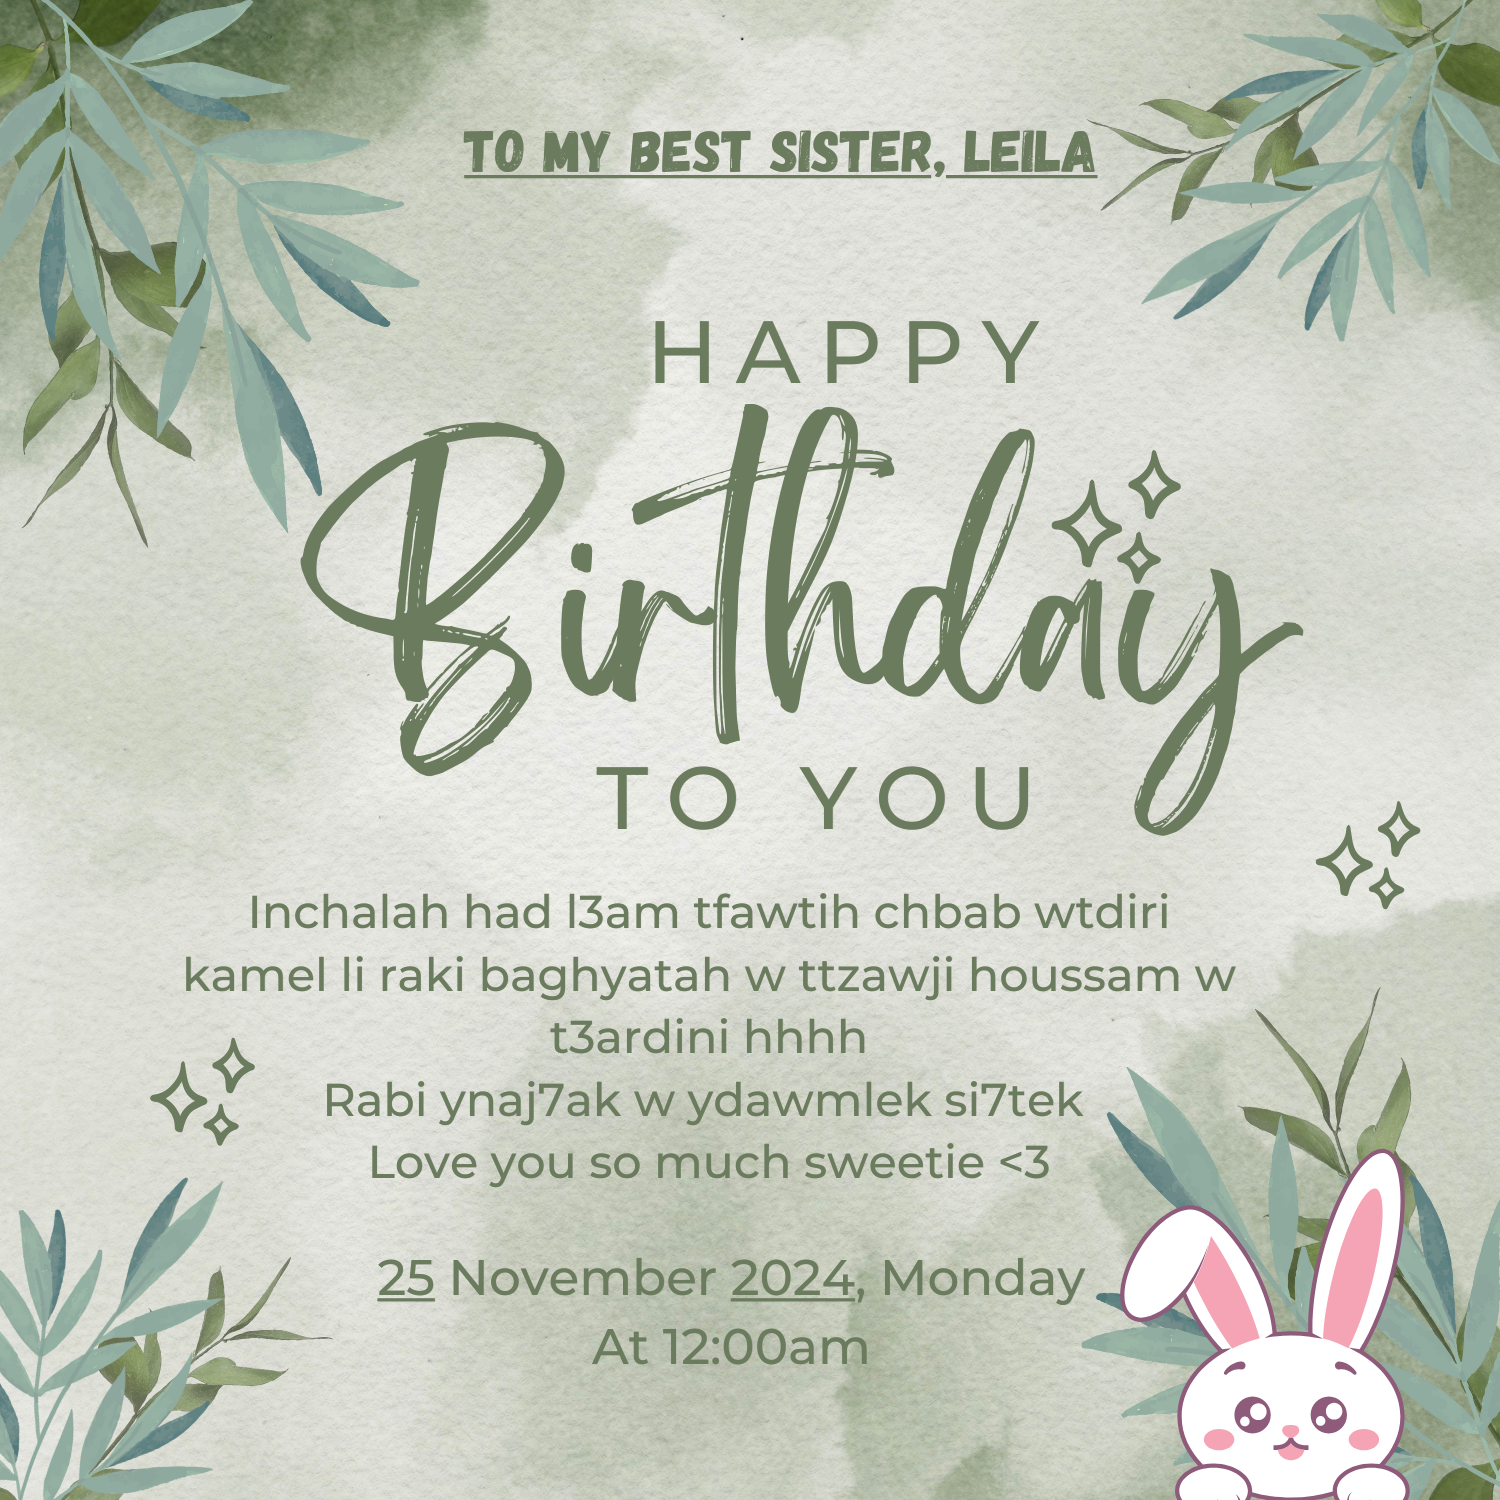 TO MY BEST SISTER, LEILA
HAPPY
Birthday
TO YOU
Inchalah had l3am tfawtih chbab wtdiri
kamel li raki baghyatah w ttzawji houssam w
t3ardini hhhh
Rabi ynaj7ak w ydawmlek si7tek
Love you so much sweetie <3
25 November 2024, Monday
At 12:00am